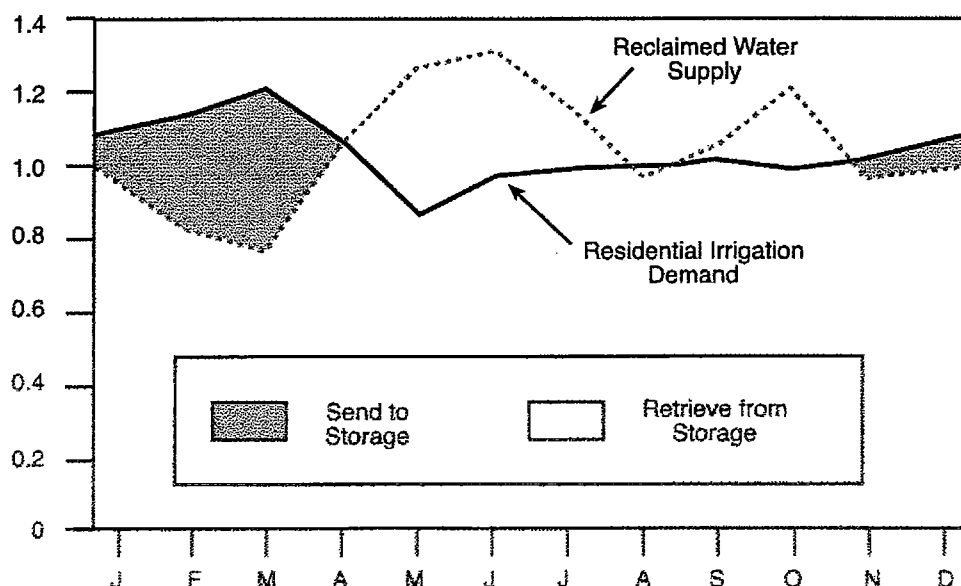 1.4
1.2
1.0
0.8
0.6
0.4
0.2
0
Reclaimed Water
Supply
Residential Irrigation
Demand
Send to
Storage
Retrieve from
Storage
J F M A M J J A S O N D